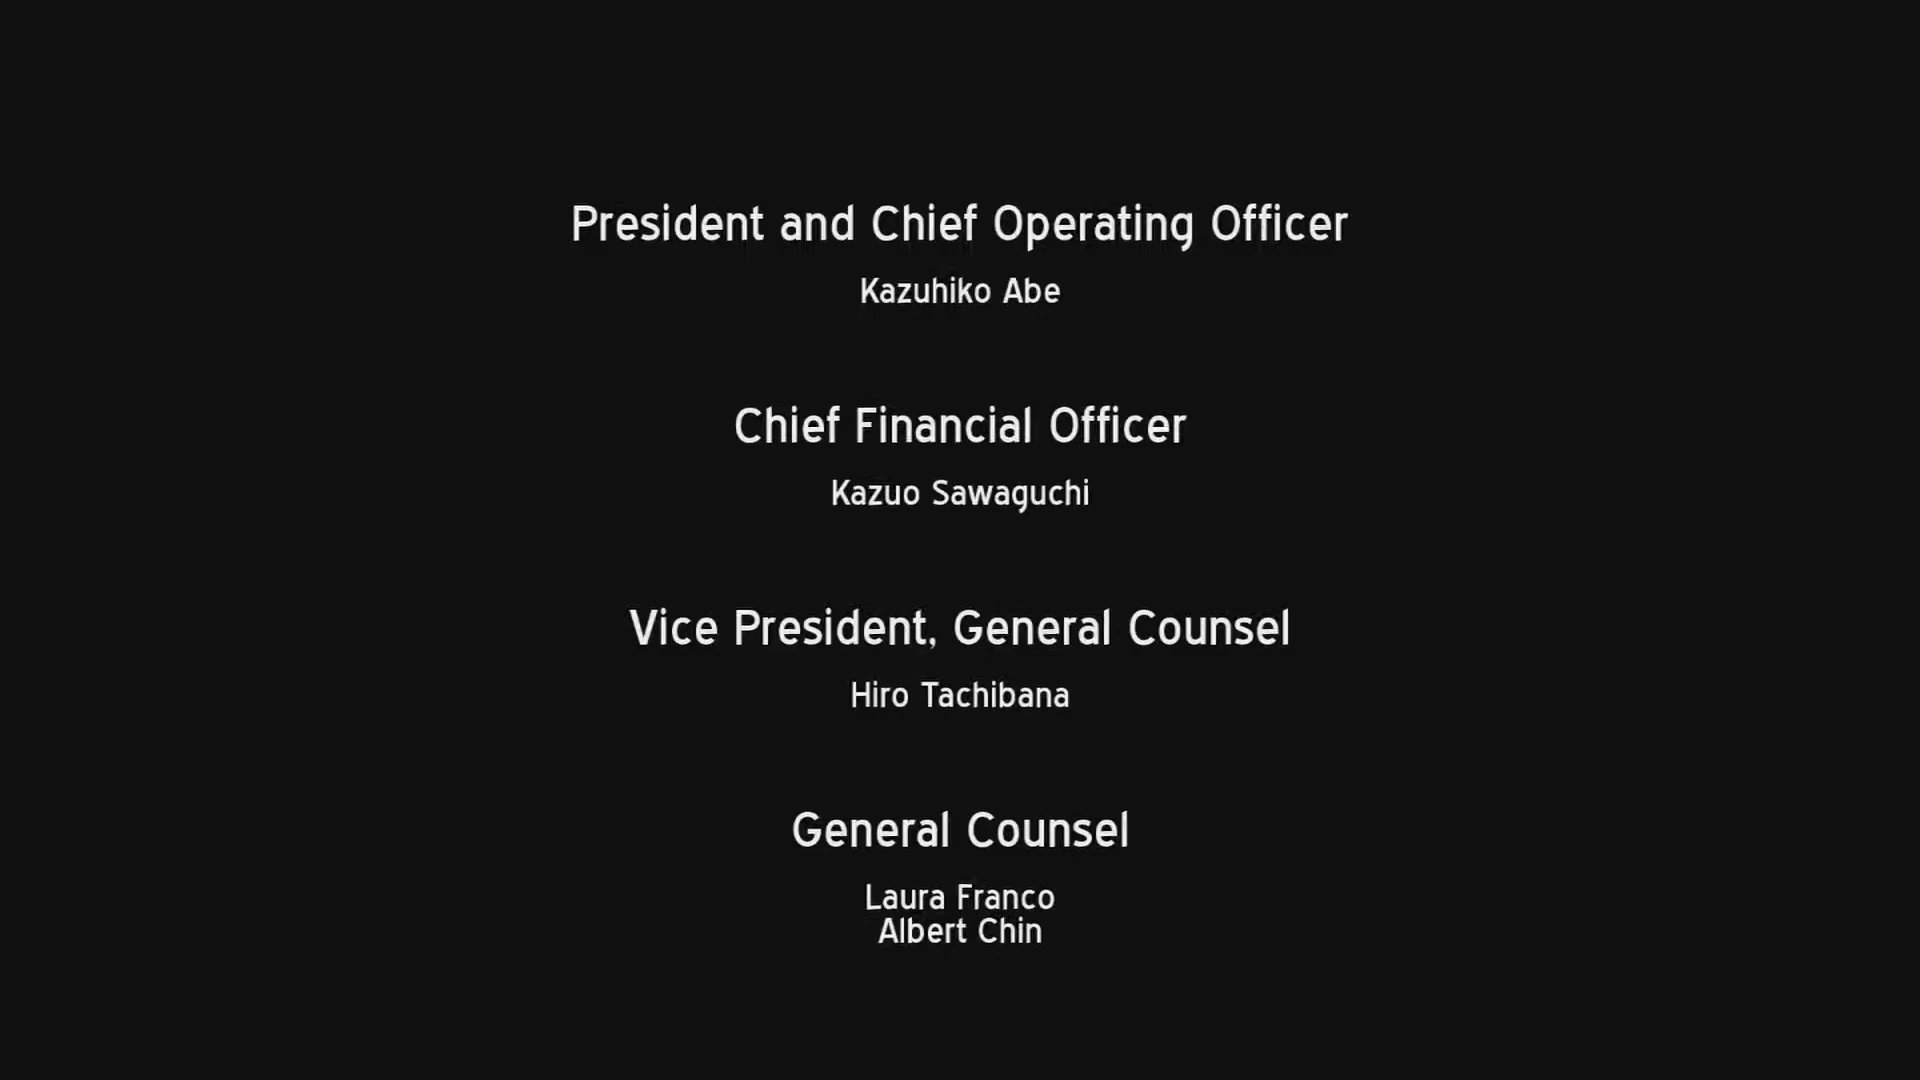 President and Chief Operating Officer
Kazuhiko Abe
Chief Financial Officer
Kazuo Sawaguchi
Vice President, General Counsel
Hiro Tachibana
General Counsel
Laura Franco
Albert Chin